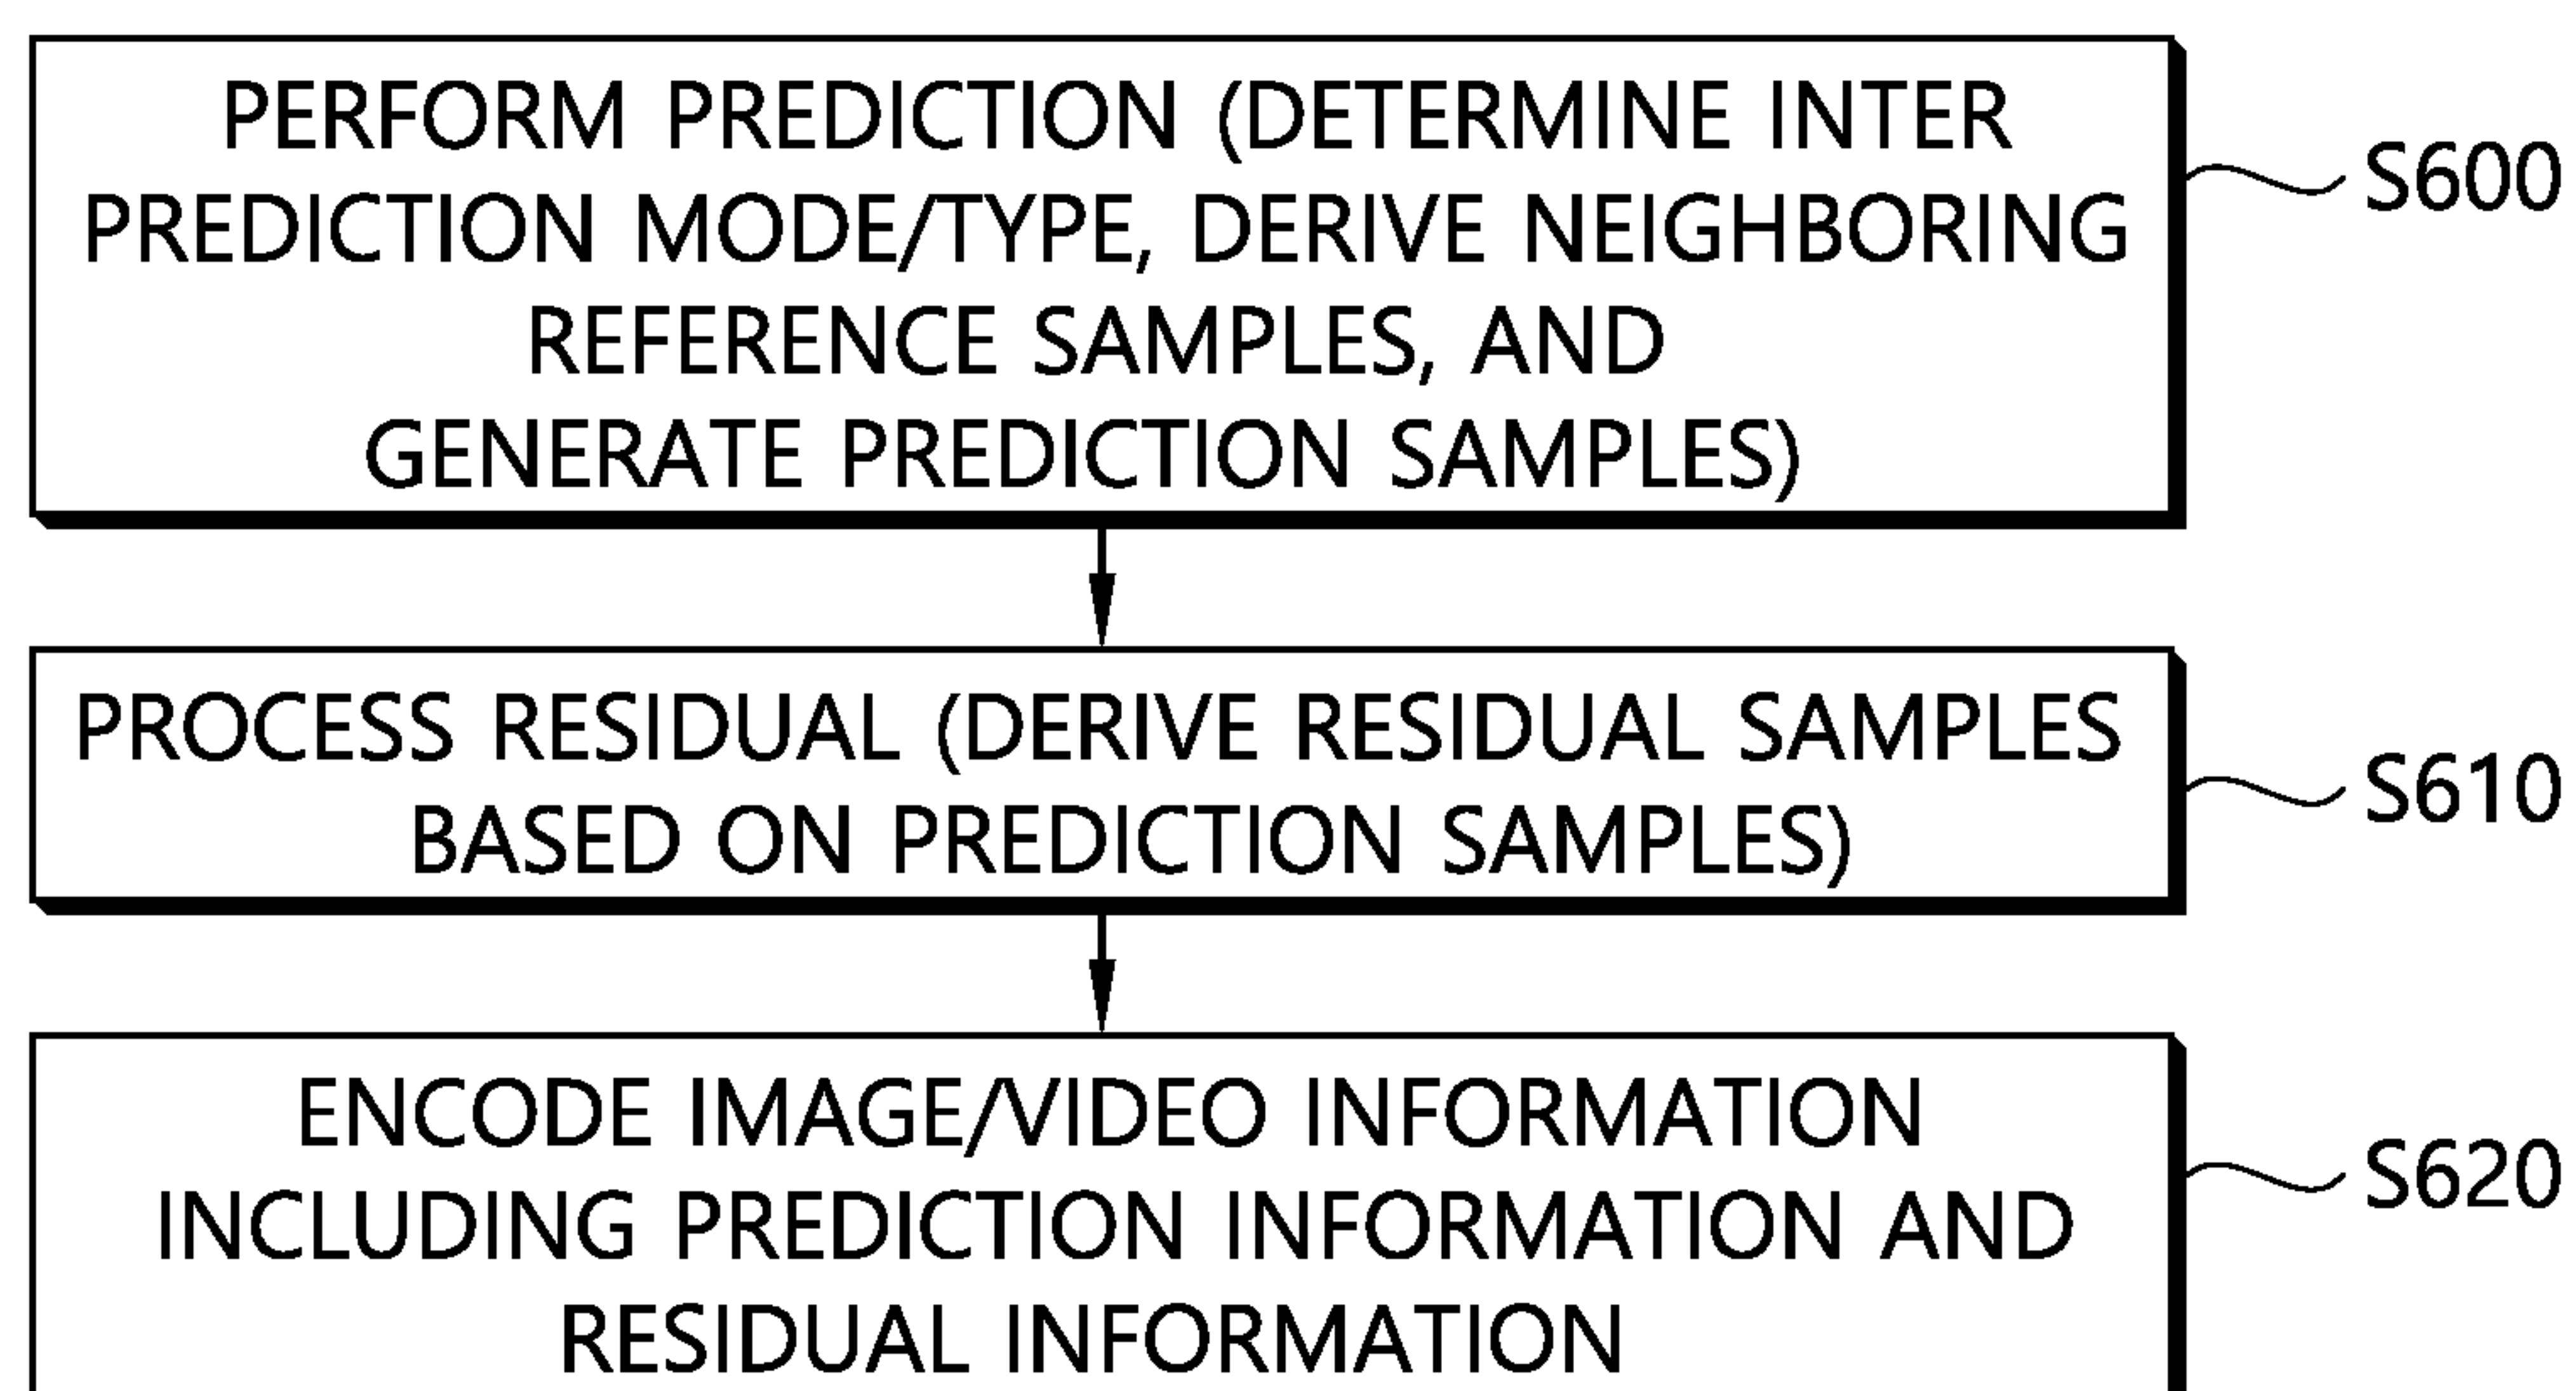 PERFORM PREDICTION (DETERMINE INTER
PREDICTION MODE/TYPE, DERIVE NEIGHBORING
REFERENCE SAMPLES, AND
GENERATE PREDICTION SAMPLES)
S600
PROCESS RESIDUAL (DERIVE RESIDUAL SAMPLES
BASED ON PREDICTION SAMPLES)
S610
ENCODE IMAGE/VIDEO INFORMATION
INCLUDING PREDICTION INFORMATION AND
RESIDUAL INFORMATION
S620